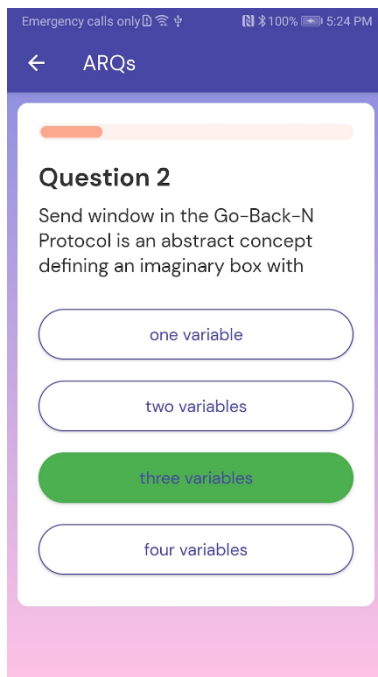 Emergency calls only 100% 5:24 PM
ARQs
Question 2
Send window in the Go-Back-N
Protocol is an abstract concept
defining an imaginary box with
one variable
two variables
three variables
four variables